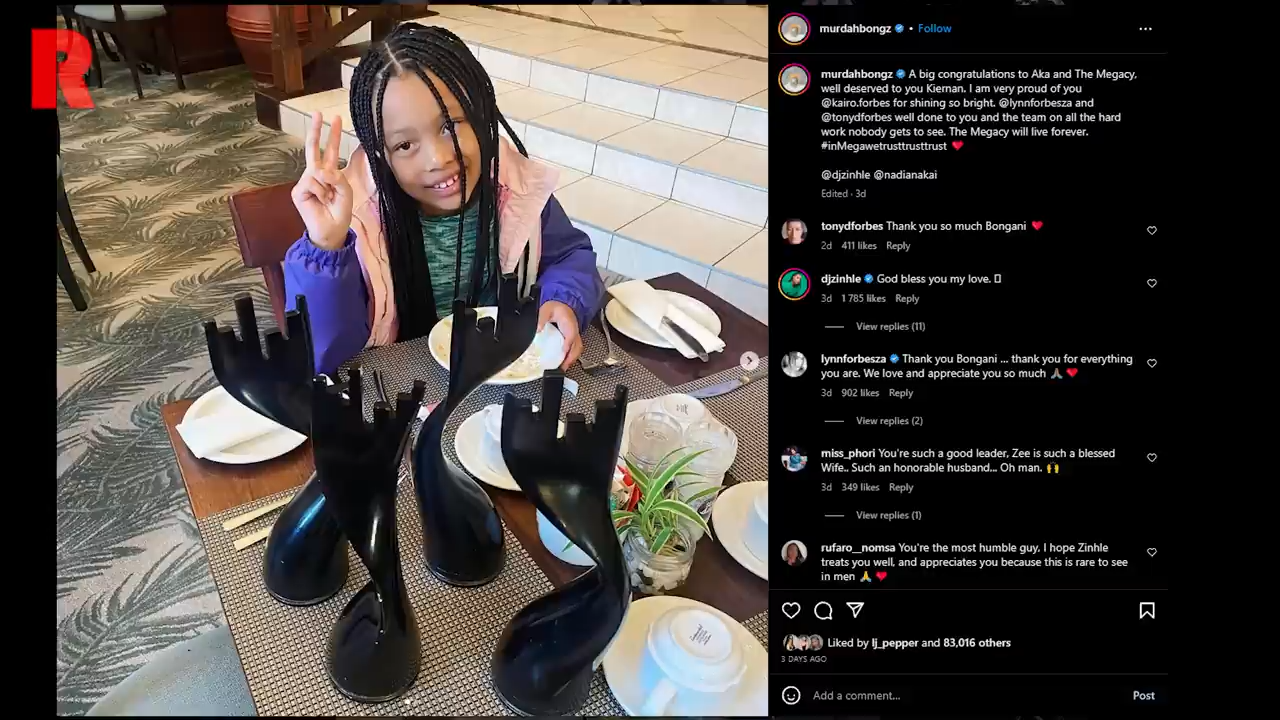 R
murdahbongz • Follow
murdahbongz A big congratulations to Aka and The Megacy,
well deserved to you Kiernan. I am very proud of you
@kairo.forbes for shining so bright. @lynnforbesza and
@tonydforbes well done to you and the team on all the hard
work nobody gets to see. The Megacy will live forever.
#inMegawetrusttrusttrust ❤️
@djzinhle @nadianakai
Edited · 3d
tonydforbes Thank you so much Bongani ❤️
2d 411 likes Reply
djzinhle God bless you my love.
3d 1 785 likes Reply
View replies (11)
lynnforbesza Thank you Bongani ... thank you for everything
you are. We love and appreciate you so much 🙏🏽 ❤️
3d 902 likes Reply
View replies (2)
miss_phori You're such a good leader, Zee is such a blessed
Wife.. Such an honorable husband... Oh man. 🙌
3d 349 likes Reply
View replies (1)
rufaro__nomsa You're the most humble guy, I hope Zinhle
treats you well, and appreciates you because this is rare to see
in men 🙏 ❤️
Liked by lj_pepper and 83,016 others
3 DAYS AGO
Add a comment...
Post